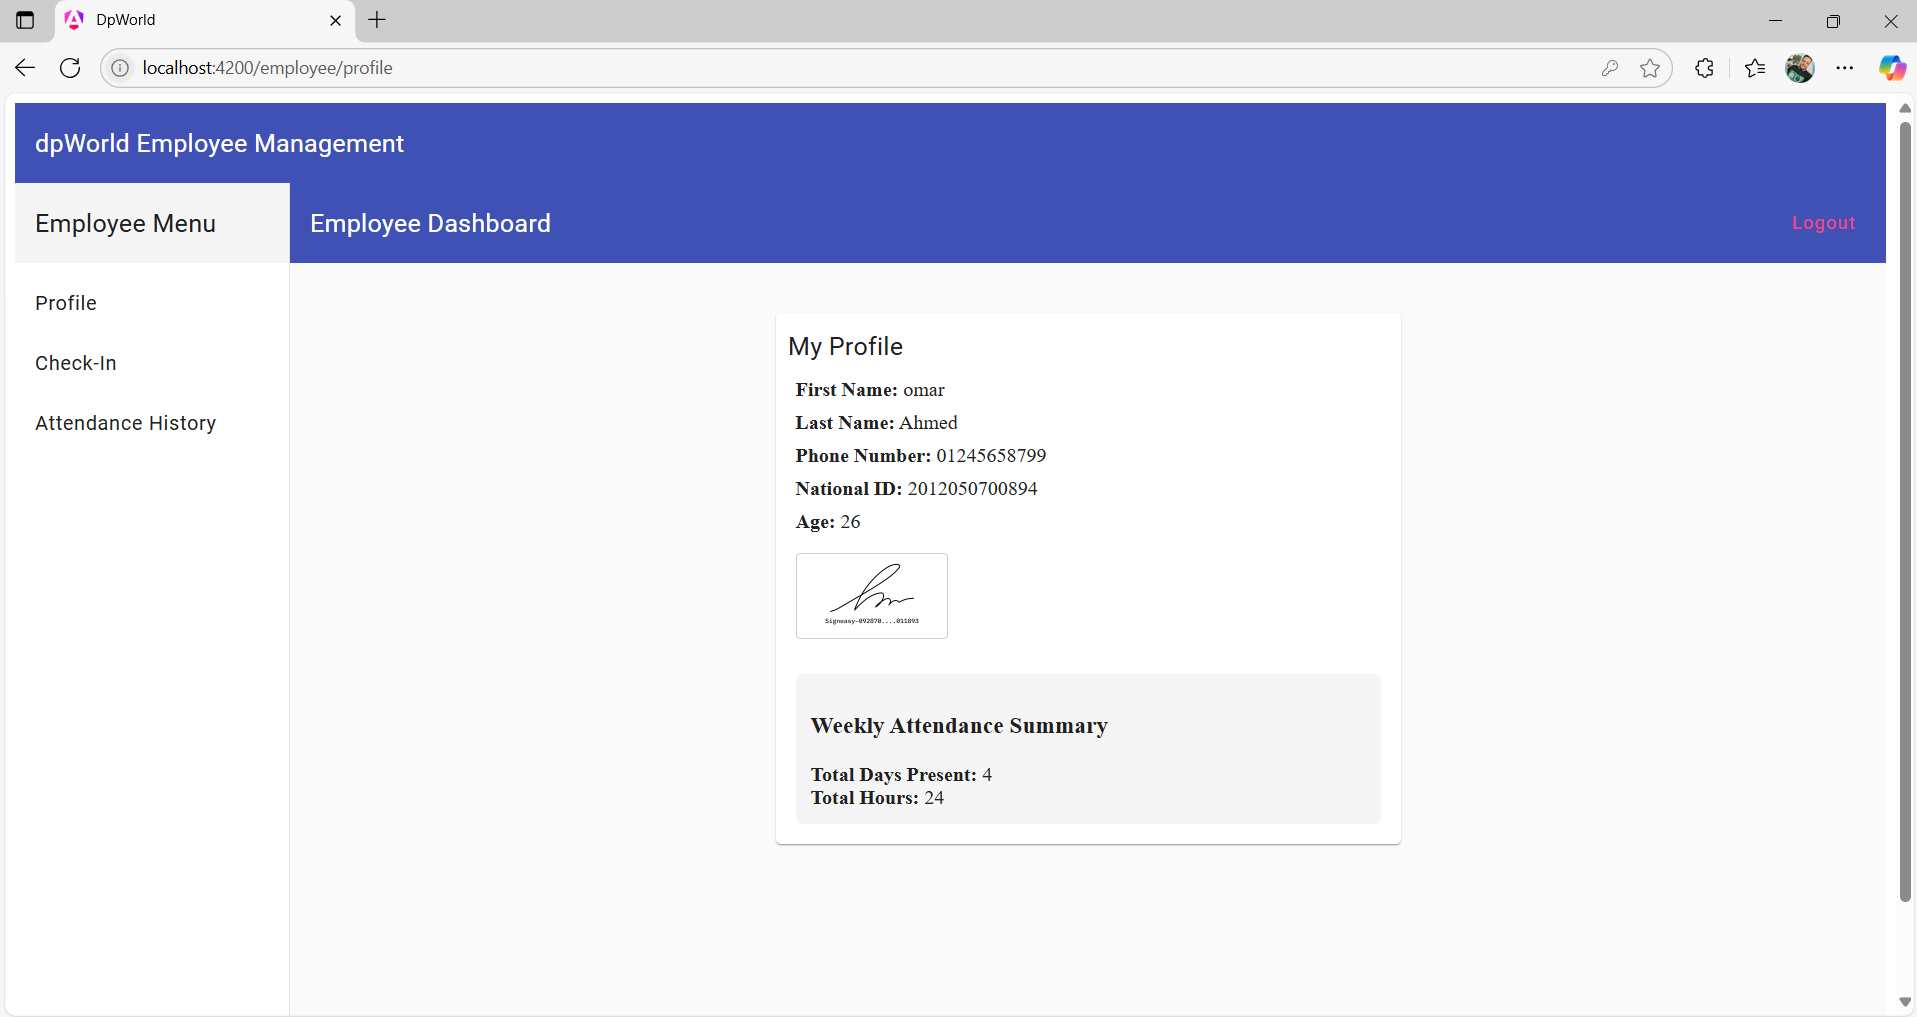 DpWorld
localhost:4200/employee/profile
dpWorld Employee Management
Employee Menu
Employee Dashboard
Logout
Profile
Check-In
Attendance History
My Profile
First Name: omar
Last Name: Ahmed
Phone Number: 01245658799
National ID: 2012050700894
Age: 26
Signeasy-092870....011893
Weekly Attendance Summary
Total Days Present: 4
Total Hours: 24